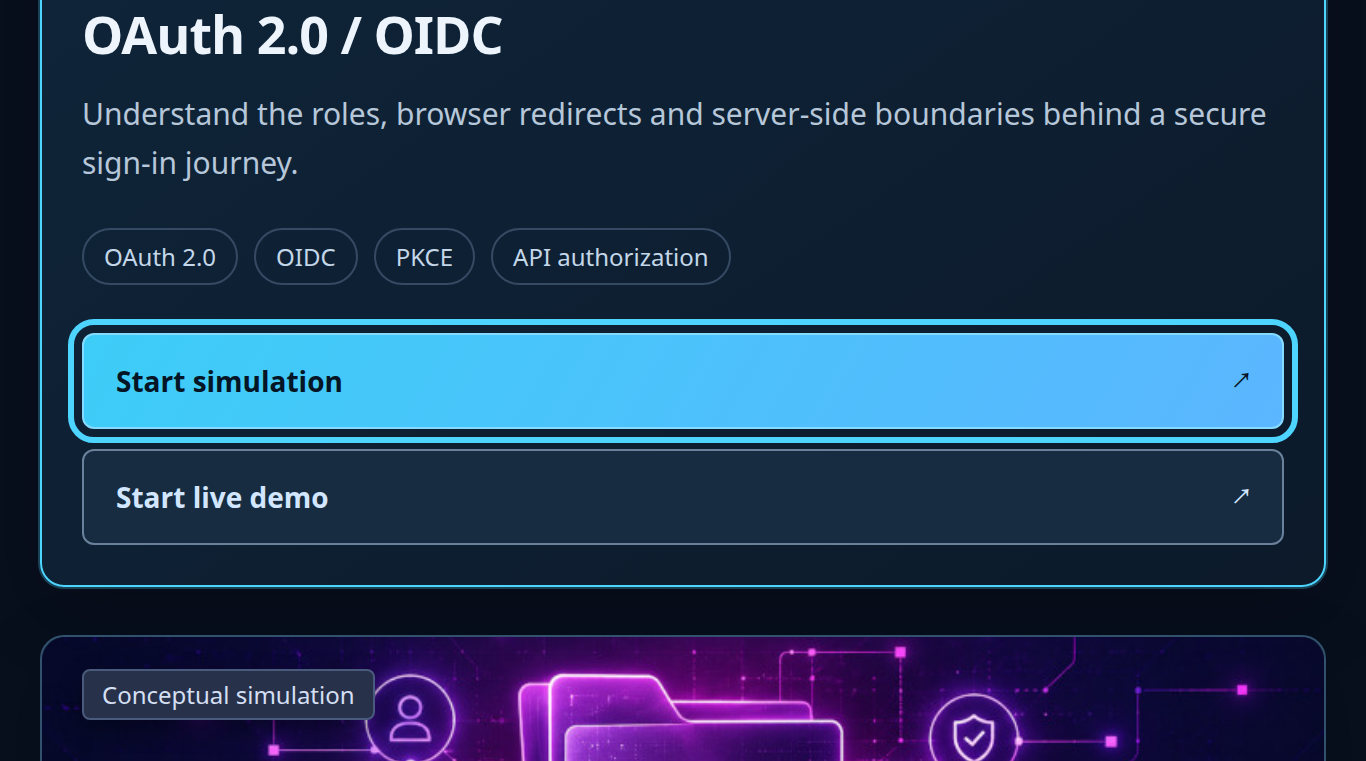 OAuth 2.0 / OIDC
Understand the roles, browser redirects and server-side boundaries behind a secure
sign-in journey.
OAuth 2.0 OIDC PKCE API authorization
Start simulation ↗
Start live demo ↗
Conceptual simulation